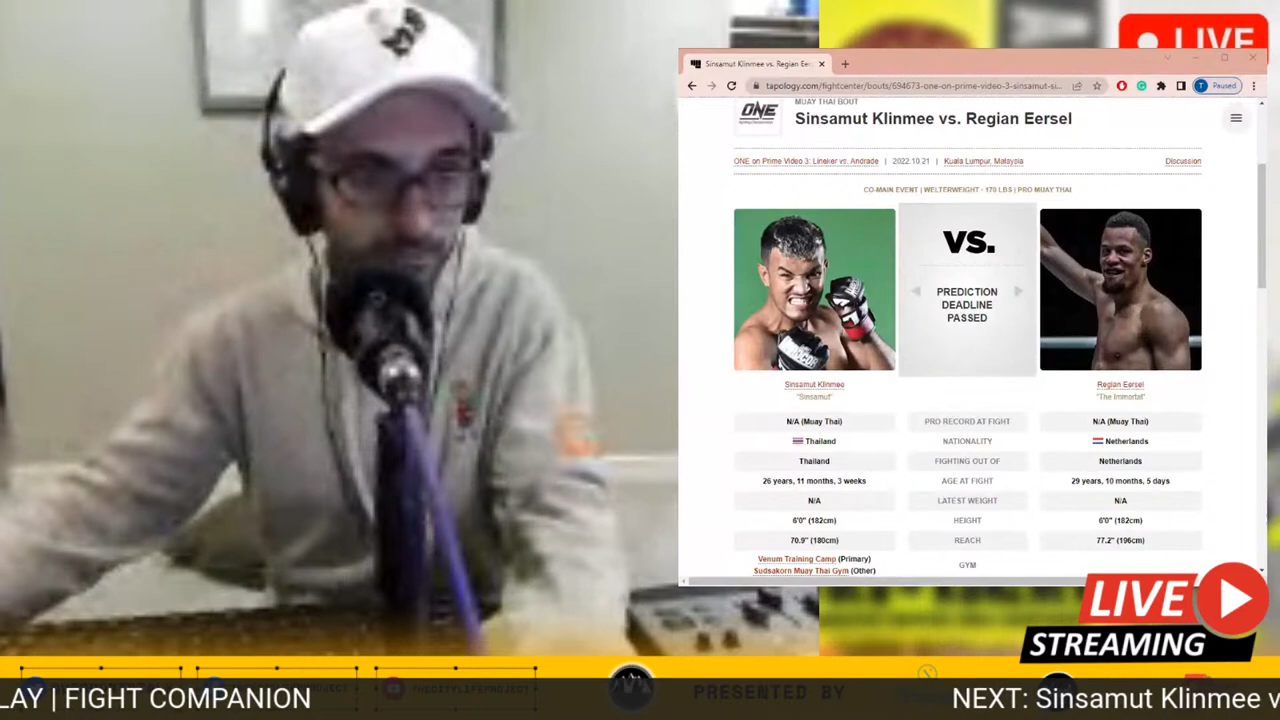 LIVE
Sinsamut Klinmee vs. Regian Eer
tapology.com/fightcenter/bouts/694673-one-on-prime-video-3-sinsamut-si...
T Paused
MUAY THAI BOUT
ONE
Sinsamut Klinmee vs. Regian Eersel
ONE on Prime Video 3: Lineker vs. Andrade | 2022.10.21 | Kuala Lumpur, Malaysia
Discussion
CO-MAIN EVENT | WELTERWEIGHT · 170 LBS | PRO MUAY THAI
VS.
PREDICTION
DEADLINE
PASSED
Sinsamut Klinmee
Regian Eersel
"Sinsamut"
"The Immortal"
N/A (Muay Thai) PRO RECORD AT FIGHT N/A (Muay Thai)
Thailand NATIONALITY Netherlands
Thailand FIGHTING OUT OF Netherlands
26 years, 11 months, 3 weeks AGE AT FIGHT 29 years, 10 months, 5 days
N/A LATEST WEIGHT N/A
6'0" (182cm) HEIGHT 6'0" (182cm)
70.9" (180cm) REACH 77.2" (196cm)
Venum Training Camp (Primary)
GYM
Sudsakorn Muay Thai Gym (Other)
LIVE
STREAMING
THECITYLIFEPROJECT
PRESENTED BY
LAY | FIGHT COMPANION
NEXT: Sinsamut Klinmee v